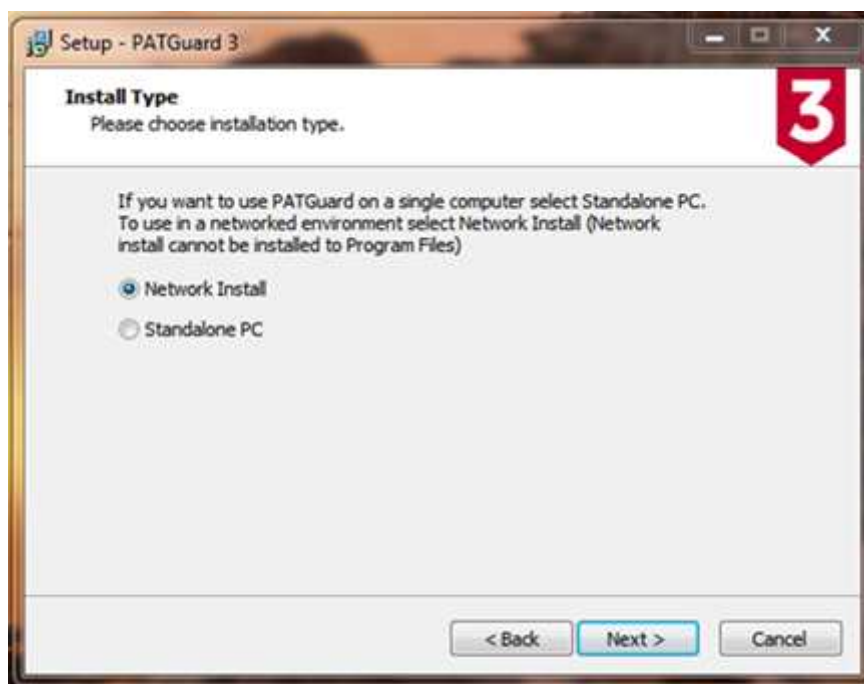 Setup - PATGuard 3
Install Type
Please choose installation type.
3
If you want to use PATGuard on a single computer select Standalone PC.
To use in a networked environment select Network Install (Network
install cannot be installed to Program Files)
Network Install
Standalone PC
< Back
Next >
Cancel